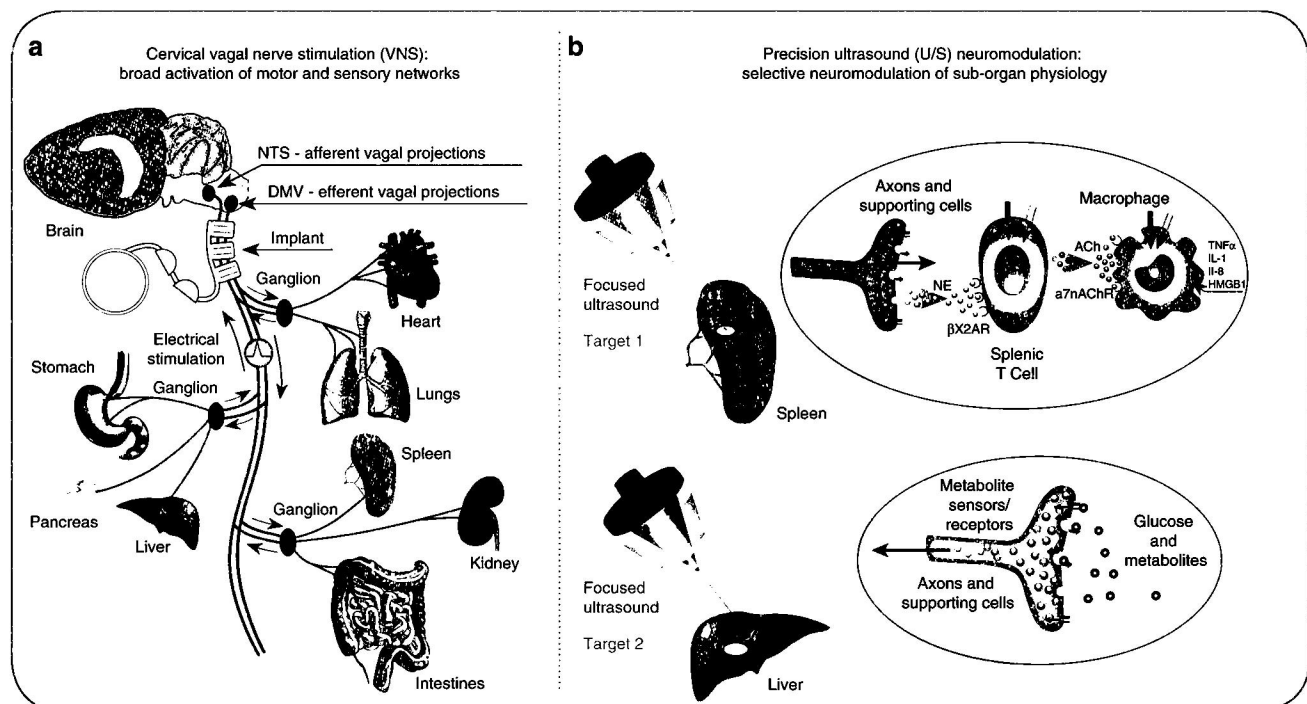 a
Cervical vagal nerve stimulation (VNS):
broad activation of motor and sensory networks
NTS - afferent vagal projections
DMV - efferent vagal projections
Brain
Implant
Ganglion
Heart
Electrical
stimulation
Stomach
Ganglion
Lungs
Spleen
Pancreas
Liver
Ganglion
Kidney
Intestines
b
Precision ultrasound (U/S) neuromodulation:
selective neuromodulation of sub-organ physiology
Focused
ultrasound
Target 1
Spleen
Axons and
supporting cells
NE
βX2AR
Splenic
T Cell
Macrophage
ACh
a7nAChR
TNFα
IL-1
Il-8
HMGB1
Focused
ultrasound
Target 2
Liver
Metabolite
sensors/
receptors
Axons and
supporting cells
Glucose
and
metabolites